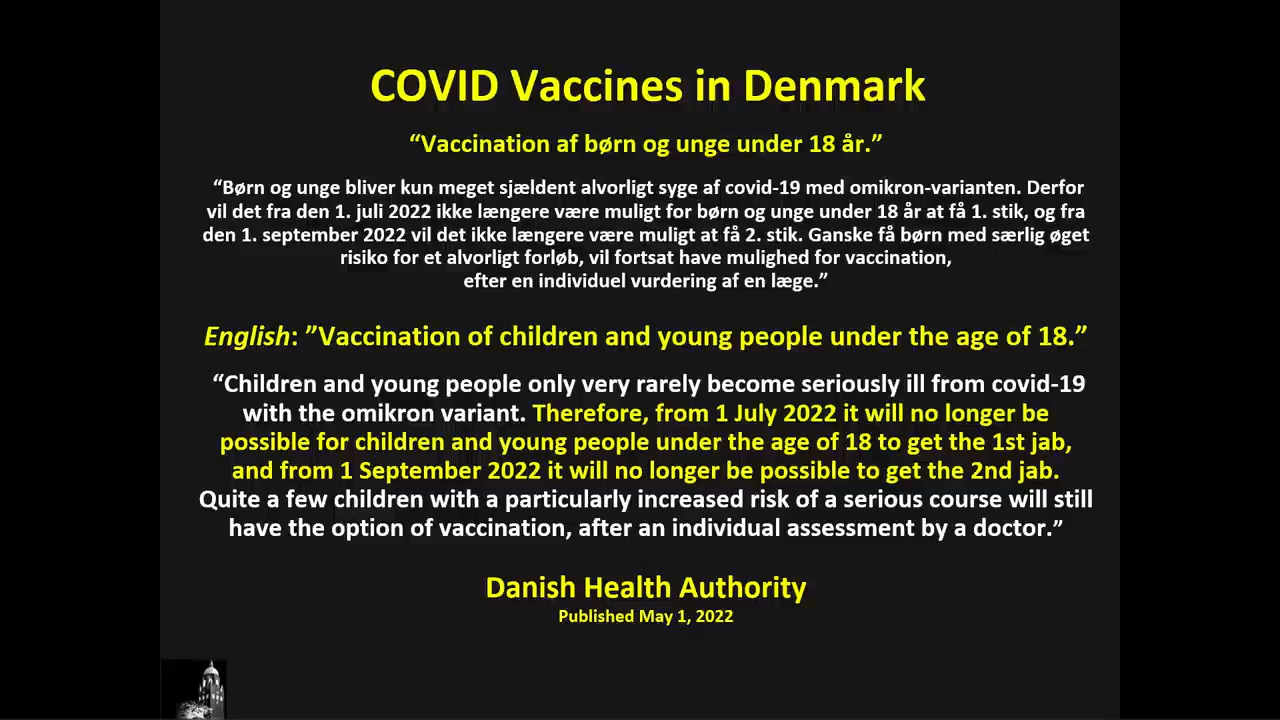 COVID Vaccines in Denmark
“Vaccination af børn og unge under 18 år.”
“Børn og unge bliver kun meget sjældent alvorligt syge af covid-19 med omikron-varianten. Derfor
vil det fra den 1. juli 2022 ikke længere være muligt for børn og unge under 18 år at få 1. stik, og fra
den 1. september 2022 vil det ikke længere være muligt at få 2. stik. Ganske få børn med særlig øget
risiko for et alvorligt forløb, vil fortsat have mulighed for vaccination,
efter en individuel vurdering af en læge.”
English: ”Vaccination of children and young people under the age of 18.”
“Children and young people only very rarely become seriously ill from covid-19
with the omikron variant. Therefore, from 1 July 2022 it will no longer be
possible for children and young people under the age of 18 to get the 1st jab,
and from 1 September 2022 it will no longer be possible to get the 2nd jab.
Quite a few children with a particularly increased risk of a serious course will still
have the option of vaccination, after an individual assessment by a doctor.”
Danish Health Authority
Published May 1, 2022